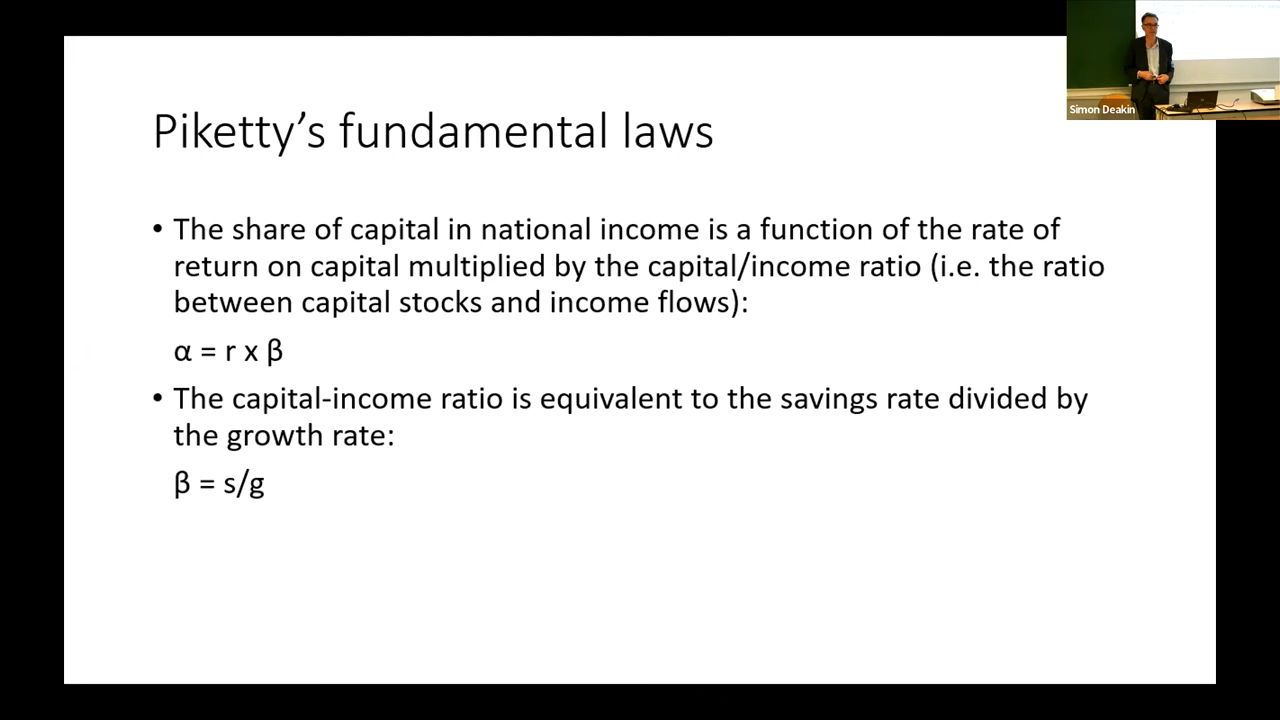 Simon Deakin
Piketty’s fundamental laws
• The share of capital in national income is a function of the rate of
return on capital multiplied by the capital/income ratio (i.e. the ratio
between capital stocks and income flows):
α = r x β
• The capital-income ratio is equivalent to the savings rate divided by
the growth rate:
β = s/g